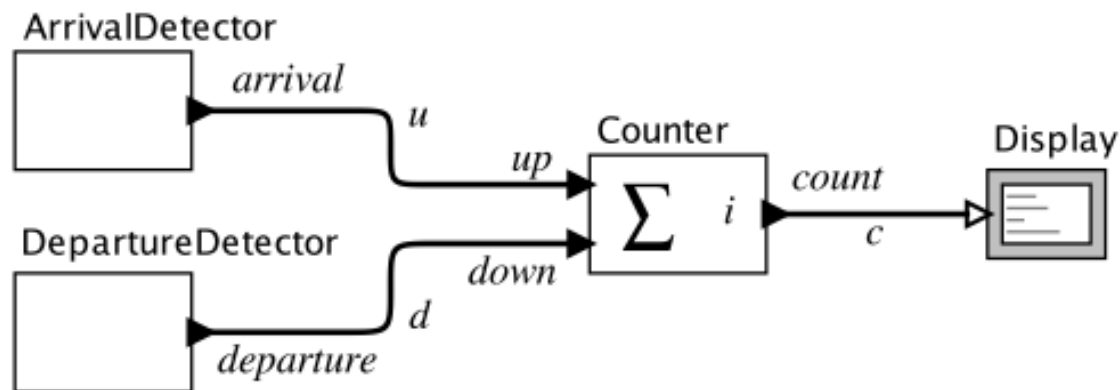 ArrivalDetector
arrival
u
up
Counter
Σ i
count
c
Display
DepartureDetector
down
d
departure